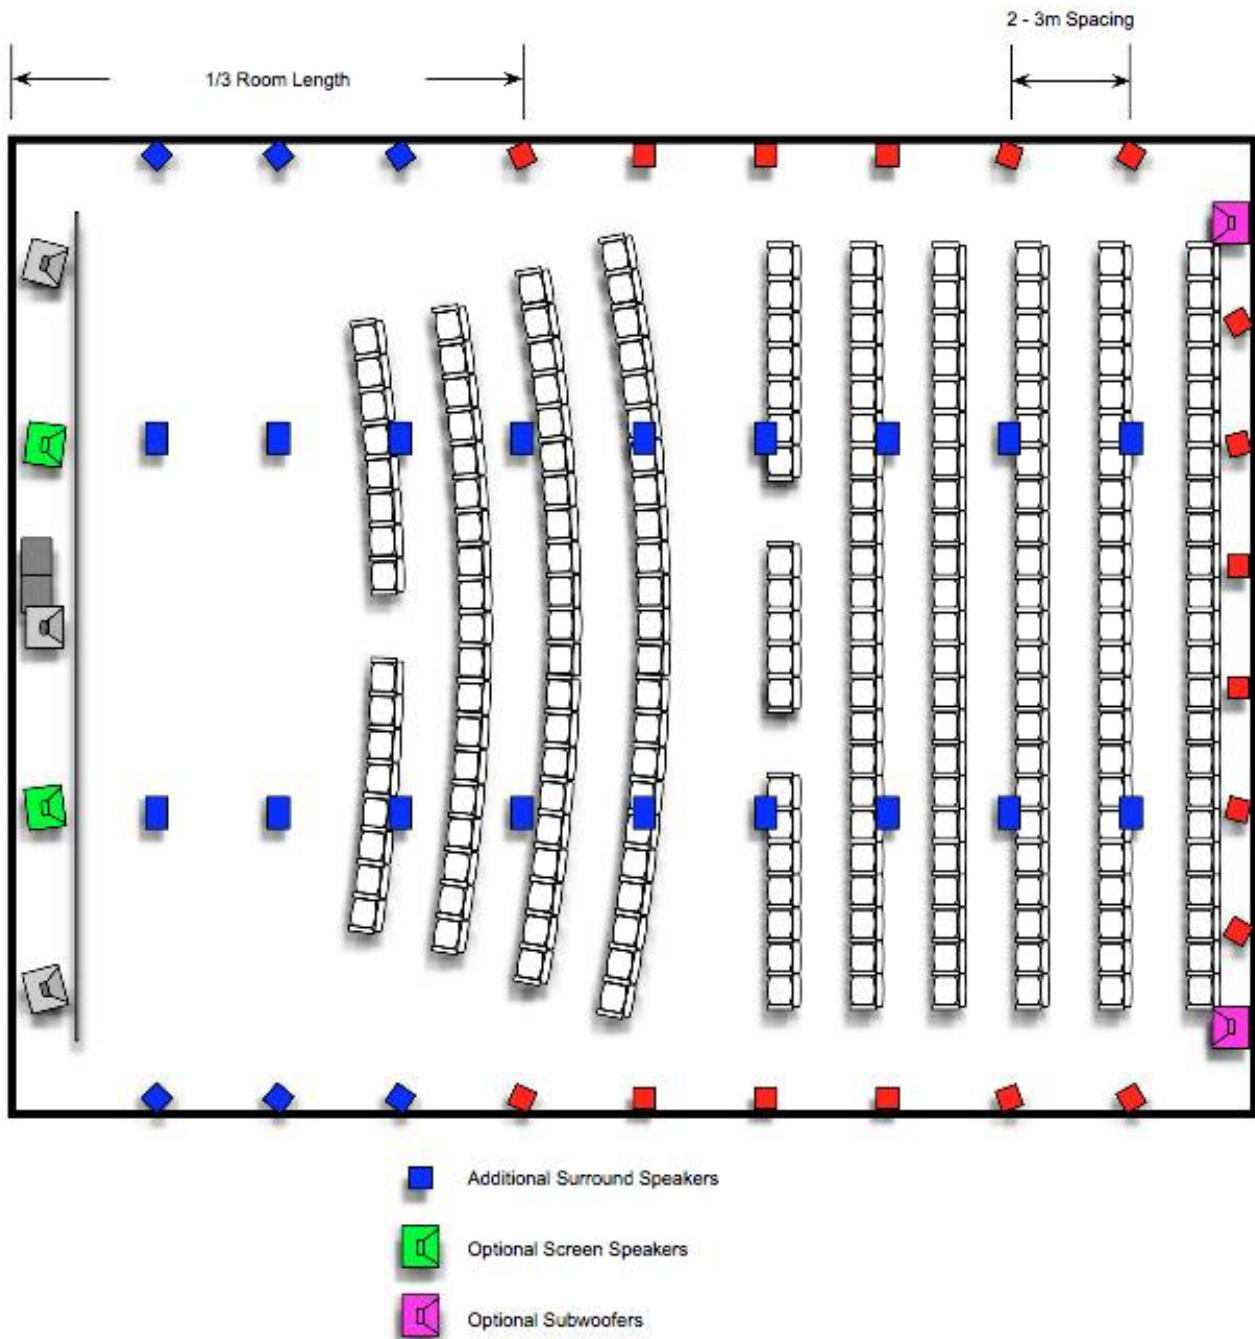 2 - 3m Spacing
1/3 Room Length
Additional Surround Speakers
Optional Screen Speakers
Optional Subwoofers